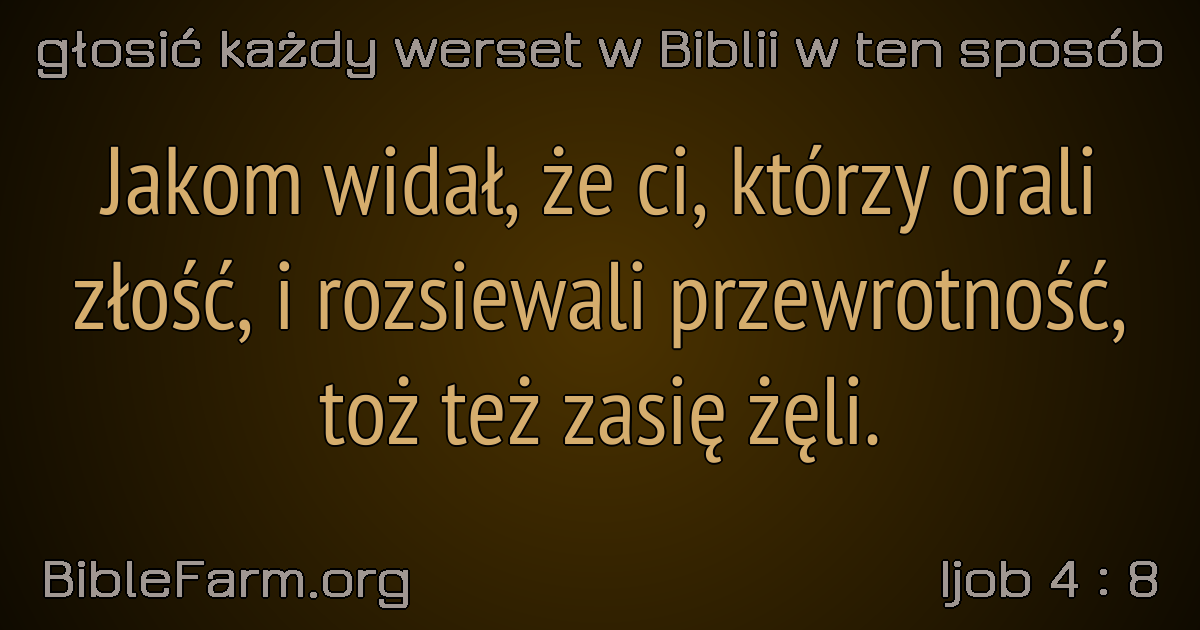 głosić każdy werset w Biblii w ten sposób
Jakom widał, że ci, którzy orali
złość, i rozsiewali przewrotność,
toż też zasię żęli.
BibleFarm.org
Ijob 4 : 8